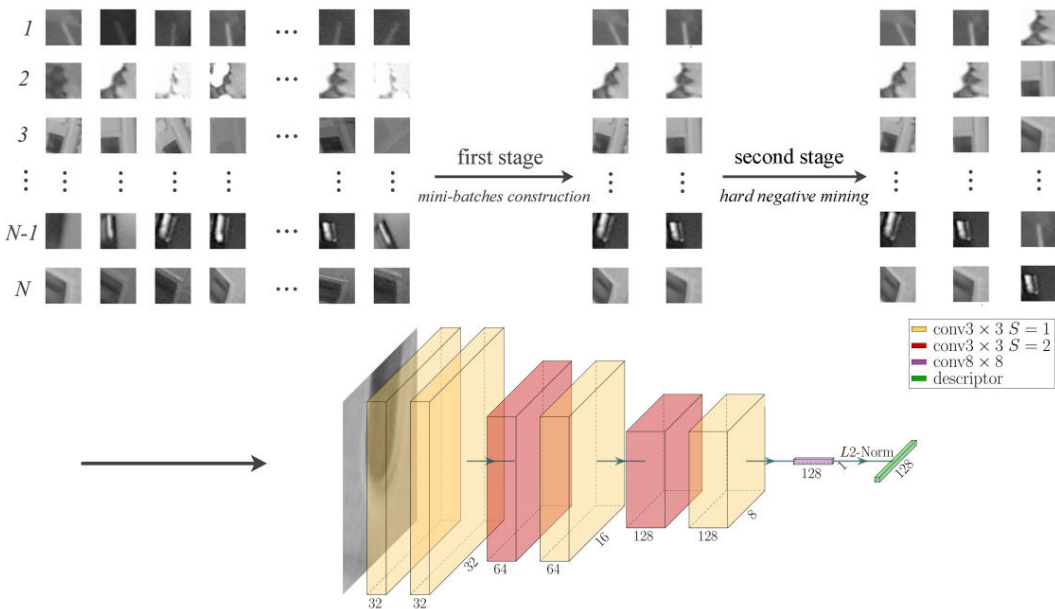 1
...
2
...
3
...
first stage
mini-batches construction
second stage
hard negative mining
N-1
...
N
...
conv3 × 3 S = 1
conv3 × 3 S = 2
conv8 × 8
descriptor
L2-Norm
128
1
128
8
128
128
16
64
64
32
32
32